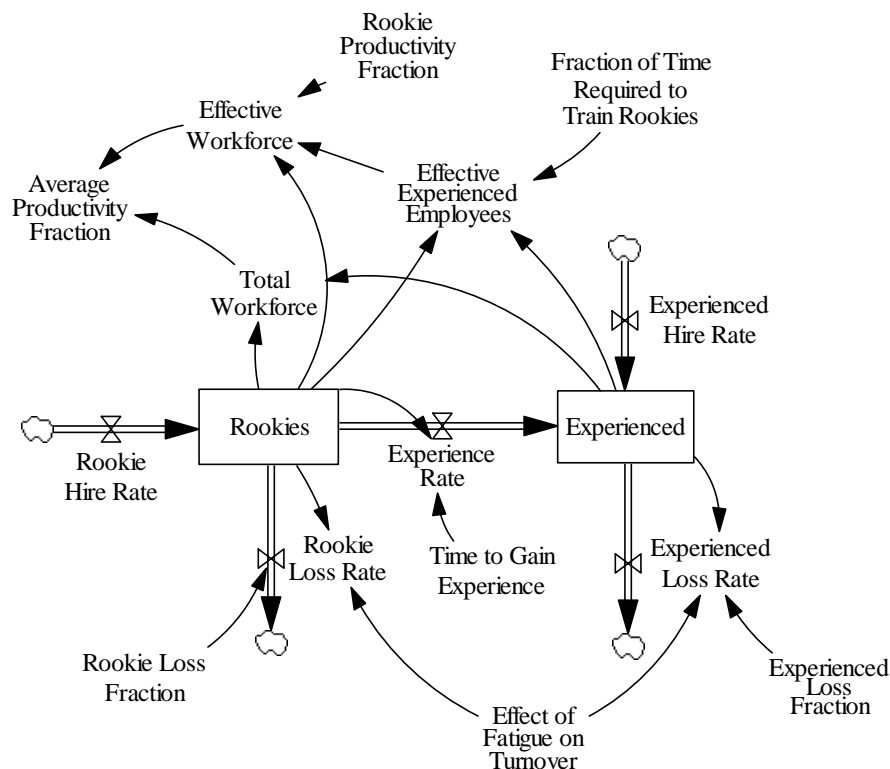 Rookie
Productivity
Fraction
Fraction of Time
Required to
Train Rookies
Effective
Workforce
Effective
Experienced
Employees
Average
Productivity
Fraction
Total
Workforce
Experienced
Hire Rate
Rookies
Experienced
Rookie
Hire Rate
Experience
Rate
Rookie
Loss Rate
Time to Gain
Experience
Experienced
Loss Rate
Rookie Loss
Fraction
Experienced
Loss
Fraction
Effect of
Fatigue on
Turnover